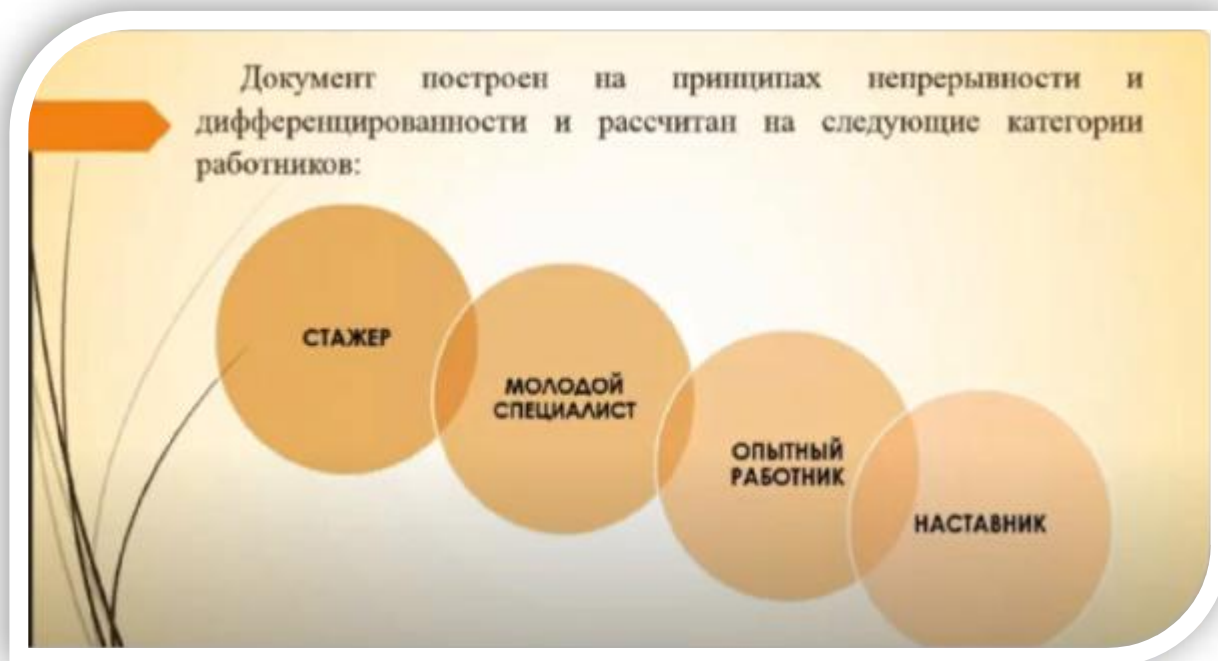 Документ построен на принципах непрерывности и
дифференцированности и рассчитан на следующие категории
работников:
СТАЖЕР
МОЛОДОЙ
СПЕЦИАЛИСТ
ОПЫТНЫЙ
РАБОТНИК
НАСТАВНИК